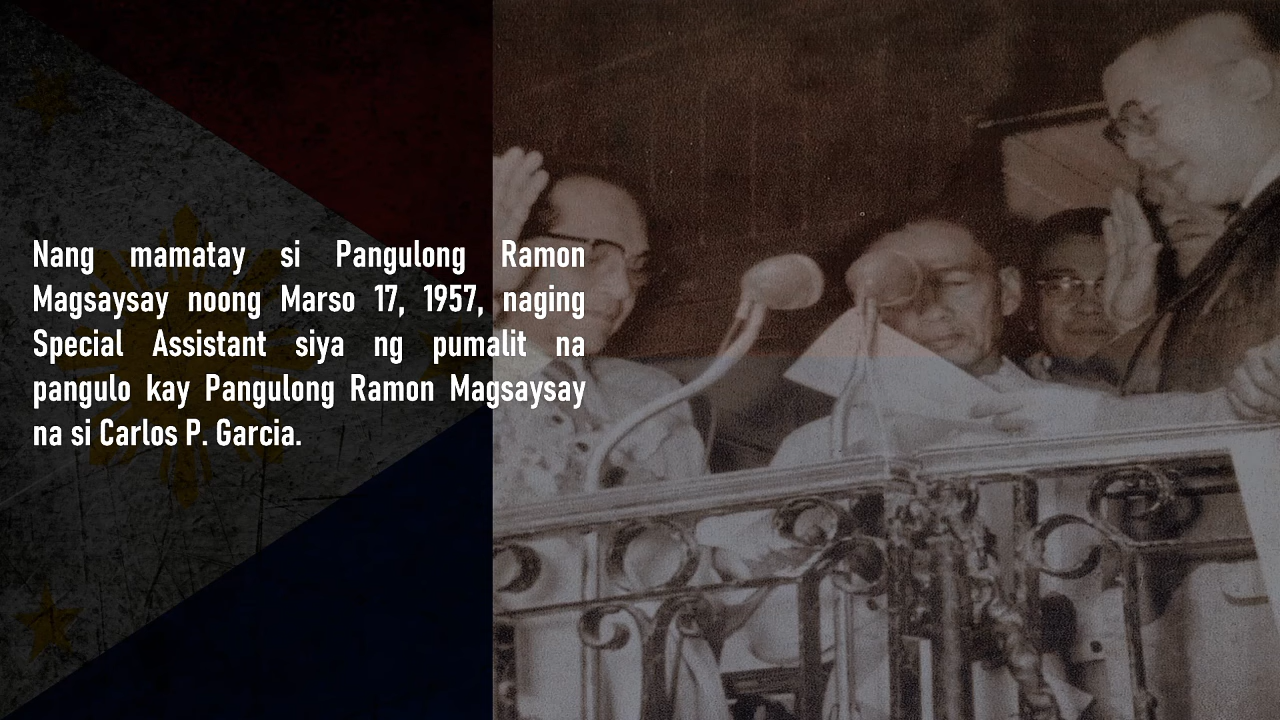 Nang mamatay si Pangulong Ramon
Magsaysay noong Marso 17, 1957, naging
Special Assistant siya ng pumalit na
pangulo kay Pangulong Ramon Magsaysay
na si Carlos P. Garcia.